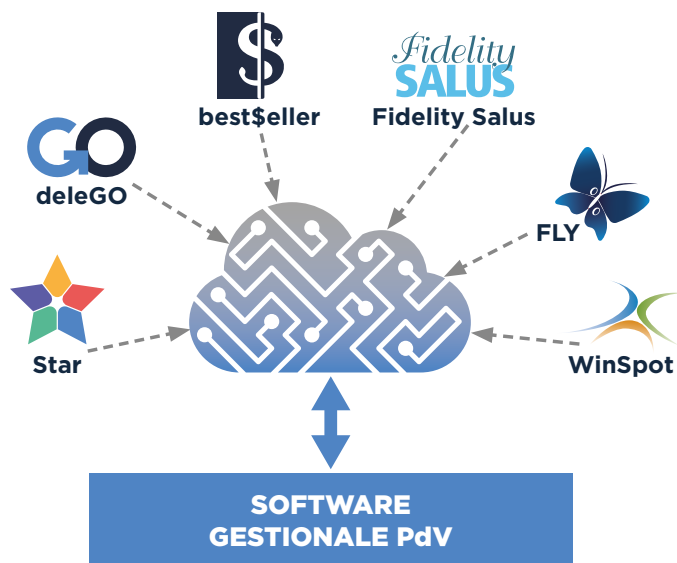 best$eller
Fidelity
SALUS
Fidelity Salus
GO
deleGO
FLY
Star
WinSpot
SOFTWARE
GESTIONALE PdV